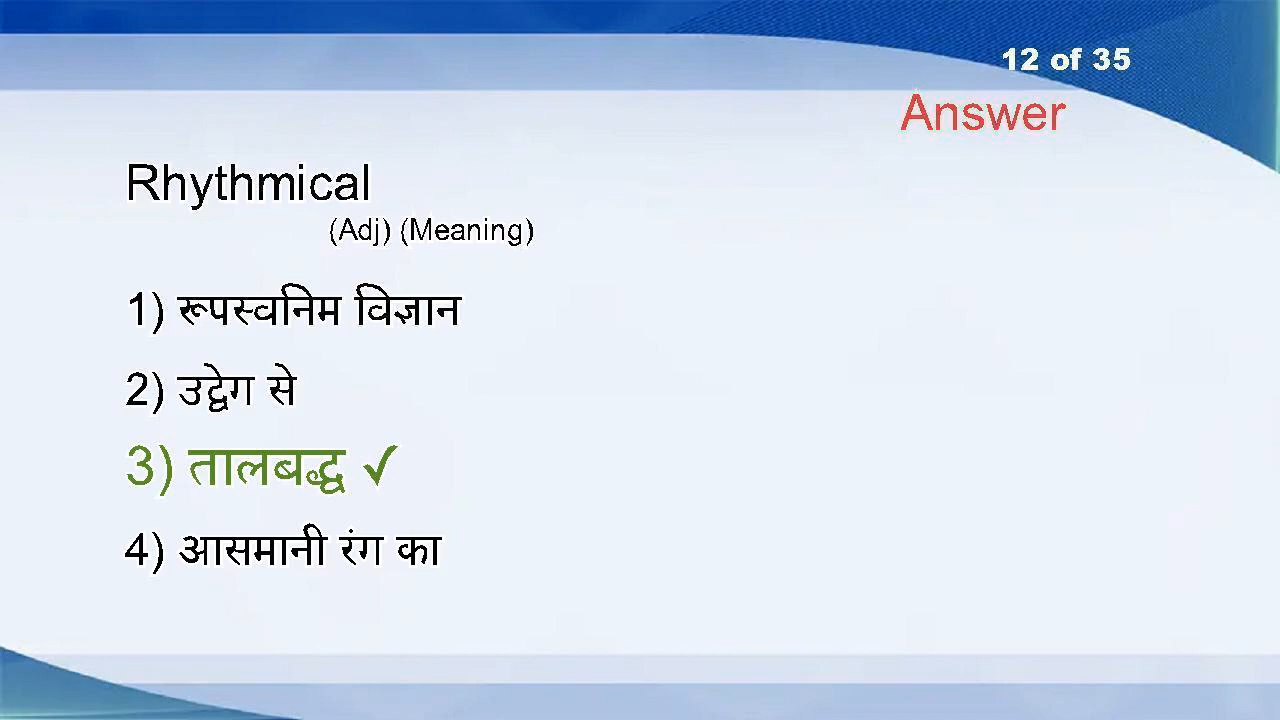 12 of 35
Answer
Rhythmical
(Adj) (Meaning)
1) रूपस्वनिम विज्ञान
2) उद्वेग से
3) तालबद्ध ✓
4) आसमानी रंग का